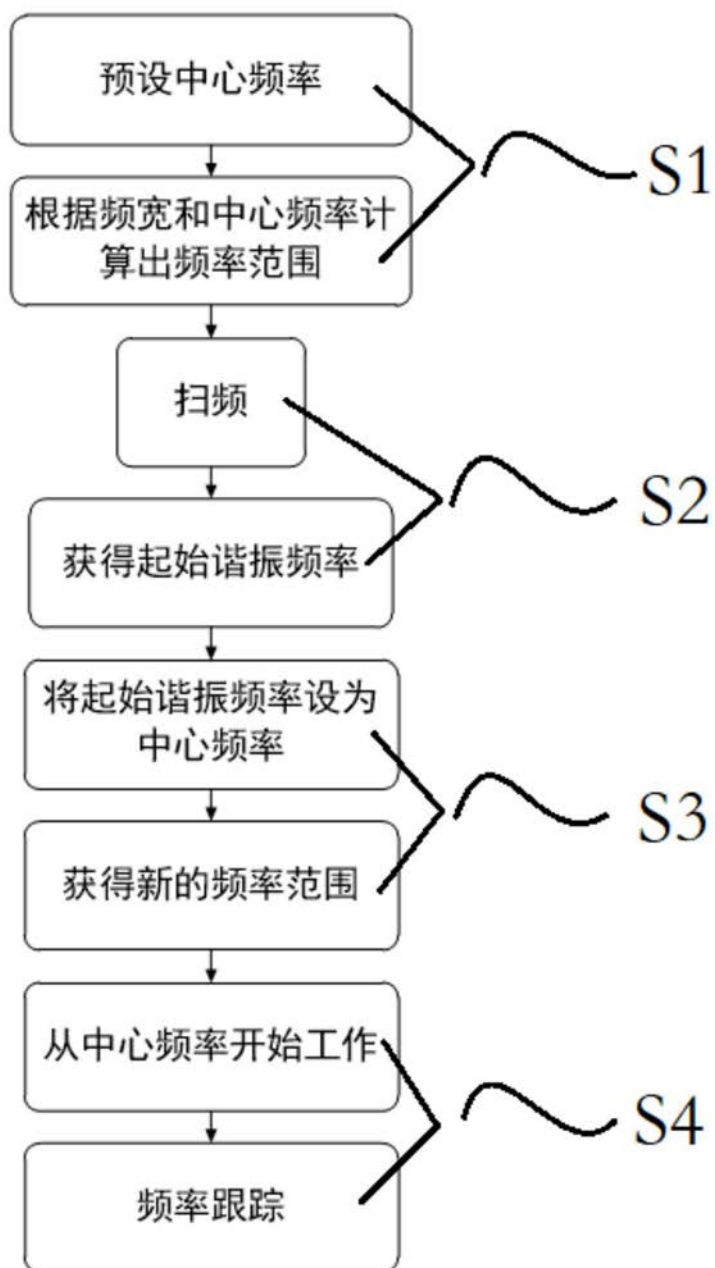 预设中心频率
根据频宽和中心频率计
算出频率范围
S1
扫频
获得起始谐振频率
S2
将起始谐振频率设为
中心频率
获得新的频率范围
S3
从中心频率开始工作
频率跟踪
S4